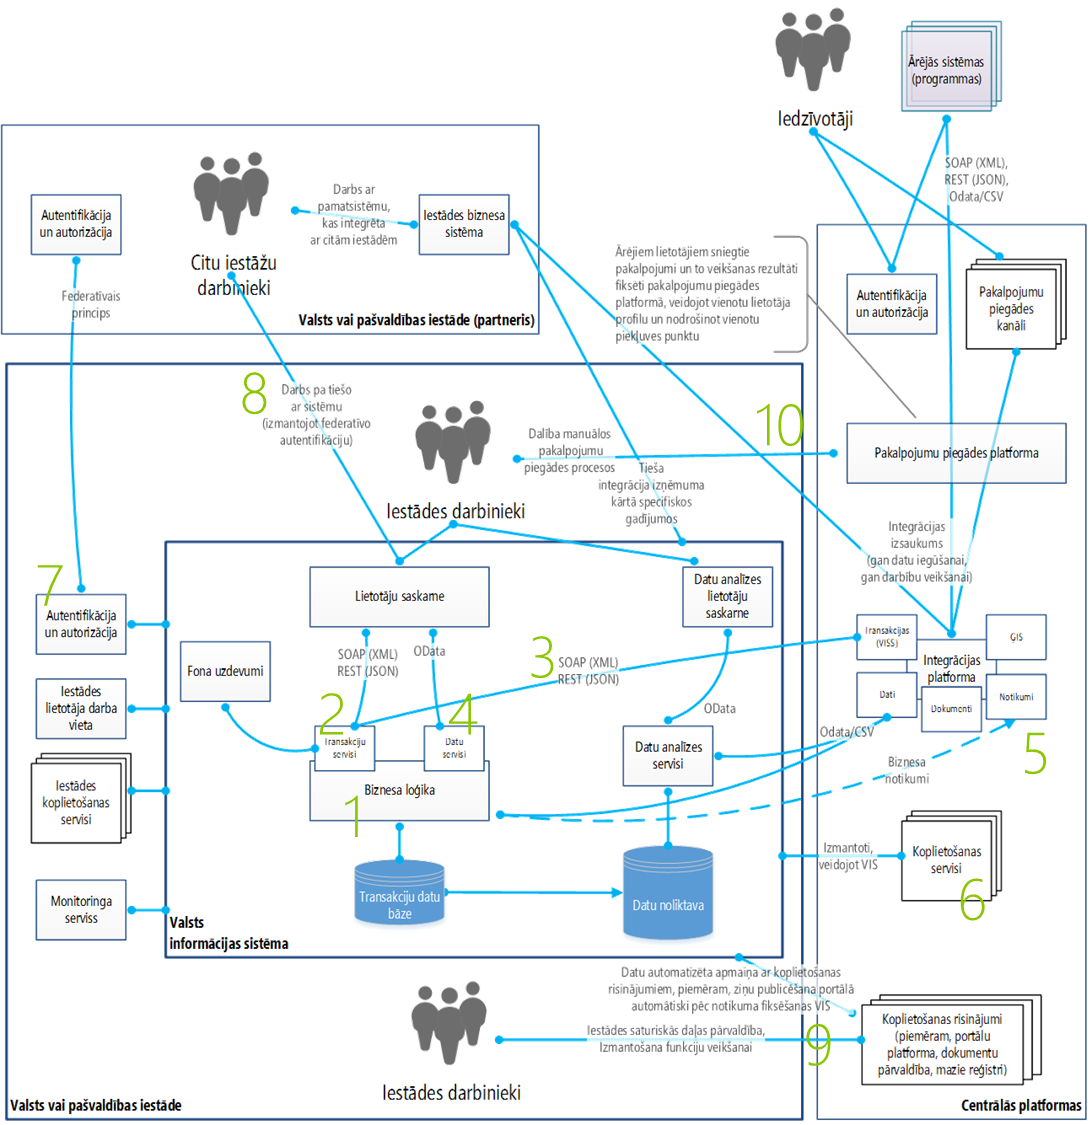 Ārējās sistēmas
(programmas)
Iedzīvotāji
SOAP (XML),
REST (JSON),
Odata/CSV
Autentifikācija
un autorizācija
Citu iestāžu
darbinieki
Darbs ar
pamatsistēmu,
kas integrēta
ar citām iestādēm
Iestādes biznesa
sistēma
Federatīvais
princips
Valsts vai pašvaldības iestāde (partneris)
Ārējiem lietotājiem sniegtie
pakalpojumi un to veikšanas rezultāti
fiksēti pakalpojumu piegādes
platformā, veidojot vienotu lietotāja
profilu un nodrošinot vienotu
piekļuves punktu
Autentifikācija
un autorizācija
Pakalpojumu
piegādes
kanāli
8
Darbs pa tiešo
ar sistēmu
(izmantojot federatīvo
autentifikāciju)
Iestādes darbinieki
Dalība manuālos
pakalpojumu
piegādes procesos
10
Pakalpojumu piegādes platforma
Tieša
integrācija izņēmuma
kārtā specifiskos
gadījumos
Integrācijas
izsaukums
(gan datu iegūšanai,
gan darbību veikšanai)
7
Autentifikācija
un autorizācija
Lietotāju saskarne
Datu analīzes
lietotāju
saskarne
Transakcijas
(VISS)
ĢIS
Integrācijas
platforma
Dati
Dokumenti
Notikumi
Fona uzdevumi
SOAP (XML)
REST (JSON)
OData
3
SOAP (XML)
REST (JSON)
Iestādes
lietotāja darba
vieta
2
Transakciju
servisi
4
Datu
servisi
OData
Datu analīzes
servisi
Odata/CSV
5
Biznesa
notikumi
Iestādes
koplietošanas
servisi
Biznesa loģika
1
Izmantoti,
veidojot VIS
Koplietošanas
servisi
6
Monitoringa
serviss
Transakciju datu
bāze
Datu noliktava
Valsts
informācijas sistēma
Datu automatizēta apmaiņa ar koplietošanas
risinājumiem, piemēram, ziņu publicēšana portālā
automātiski pēc notikuma fiksēšanas VIS
Iestādes saturiskās daļas pārvaldība,
Izmantošana funkciju veikšanai
9
Koplietošanas risinājumi
(piemēram, portālu
platforma, dokumentu
pārvaldība, mazie reģistri)
Iestādes darbinieki
Valsts vai pašvaldības iestāde
Centrālās platformas